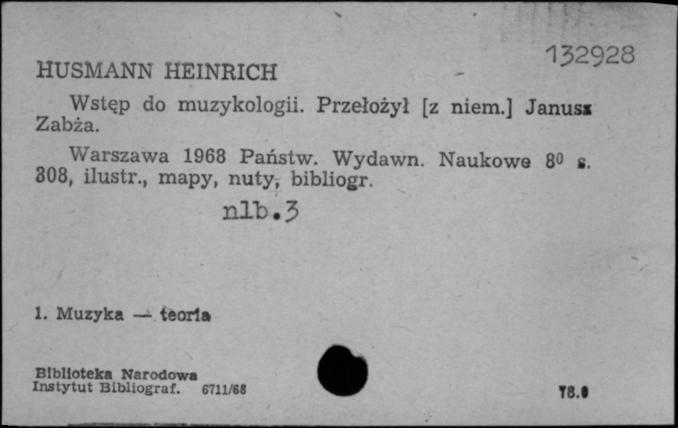 132928
HUSMANN HEINRICH
Wstęp do muzykologii. Przełożył [z niem.] Janusz
Zabża.
Warszawa 1968 Państw. Wydawn. Naukowe 8⁰ s.
308, ilustr., mapy, nuty, bibliogr.
nlb.3
1. Muzyka — teoria
Biblioteka Narodowa
Instytut Bibliograf. 6711/68
78.0